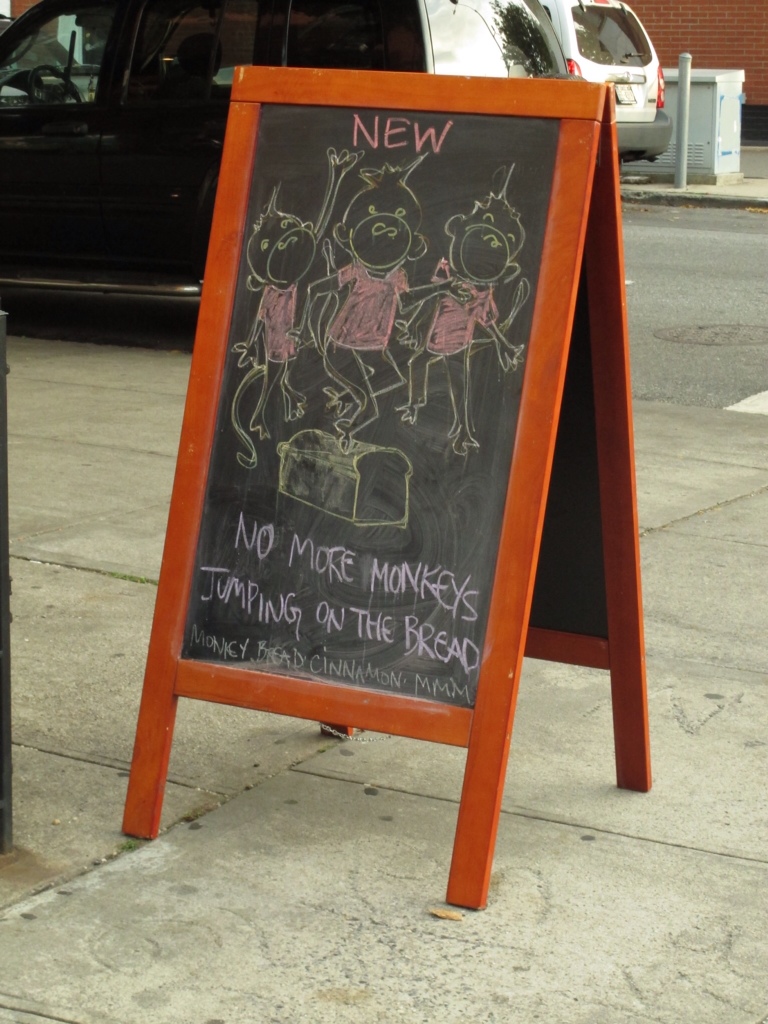 NEW
NO MORE MONKEYS
JUMPING ON THE BREAD
MONKEY BREAD· CINNAMON· MMM